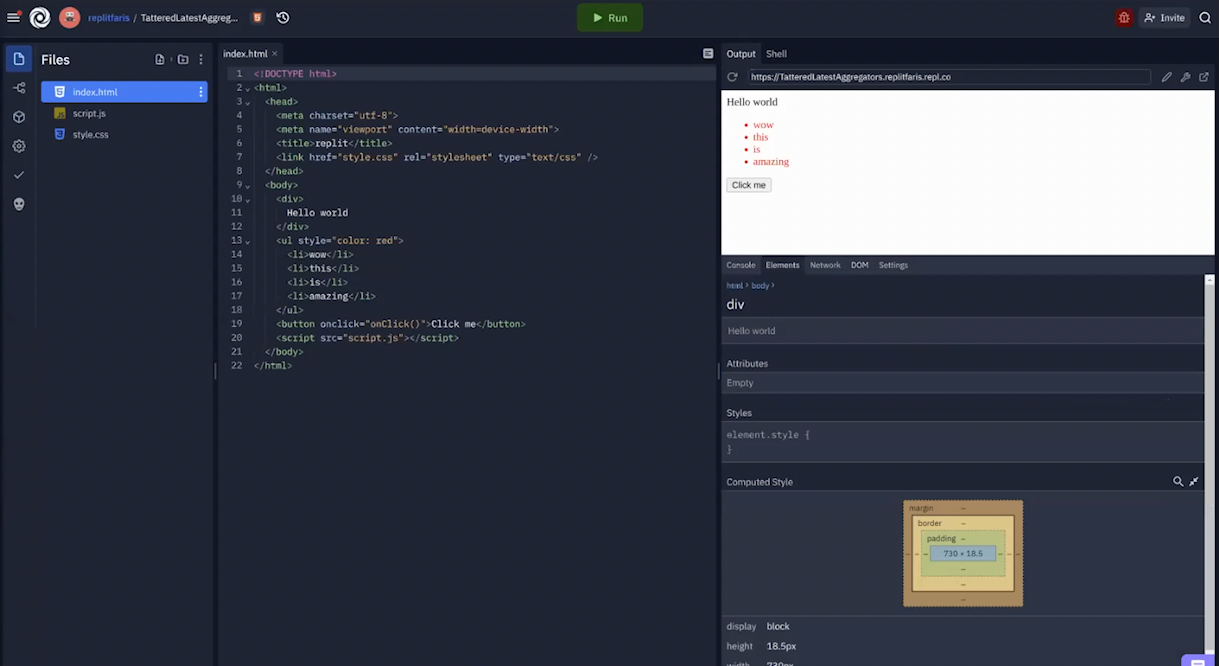 replitfaris / TatteredLatestAggreg...
Run
Invite
Files
index.html
script.js
style.css
index.html ×
1 <!DOCTYPE html>
2 <html>
3 <head>
4 <meta charset="utf-8">
5 <meta name="viewport" content="width=device-width">
6 <title>replit</title>
7 <link href="style.css" rel="stylesheet" type="text/css" />
8 </head>
9 <body>
10 <div>
11 Hello world
12 </div>
13 <ul style="color: red">
14 <li>wow</li>
15 <li>this</li>
16 <li>is</li>
17 <li>amazing</li>
18 </ul>
19 <button onclick="onClick()">Click me</button>
20 <script src="script.js"></script>
21 </body>
22 </html>
Output Shell
https://TatteredLatestAggregators.replitfaris.repl.co
Hello world
• wow
• this
• is
• amazing
Click me
Console Elements Network DOM Settings
html › body ›
div
Hello world
Attributes
Empty
Styles
element.style {
}
Computed Style
margin –
border –
padding –
– – – 730 × 18.5 – – –
–
–
–
display block
height 18.5px
width 730px